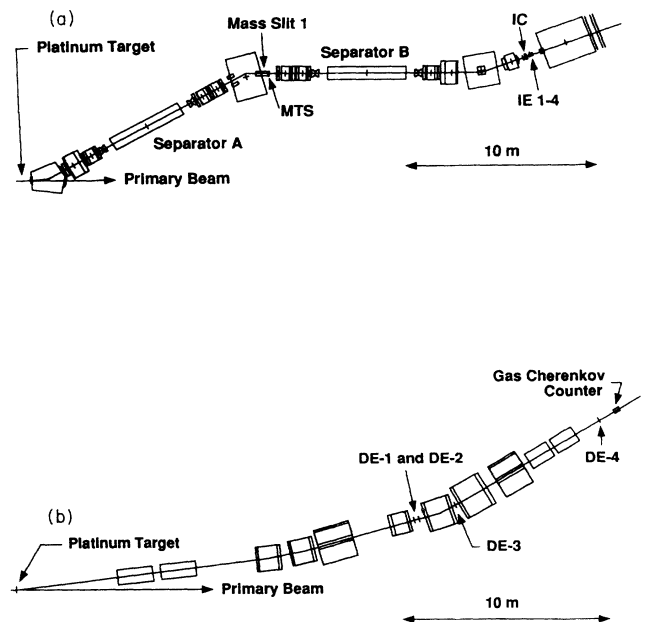 (a)
Mass Slit 1
IC
Platinum Target
Separator B
MTS
IE 1-4
Separator A
10 m
Primary Beam
Gas Cherenkov
Counter
DE-1 and DE-2
DE-4
(b)
DE-3
Platinum Target
Primary Beam
10 m